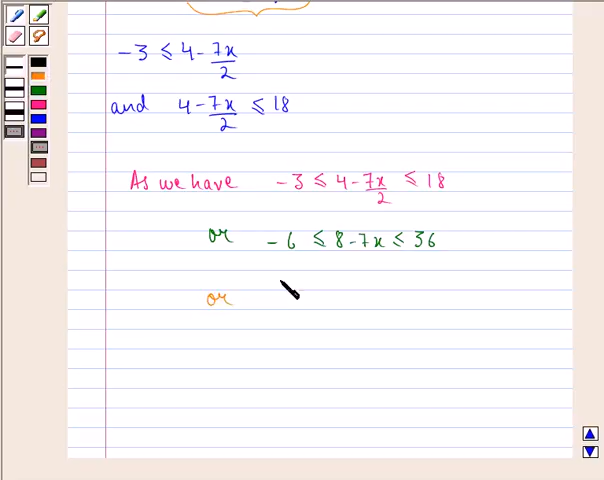 -3 ≤ 4 - 7x/2
and 4 - 7x/2 ≤ 18
As we have -3 ≤ 4 - 7x/2 ≤ 18
or -6 ≤ 8 - 7x ≤ 36
or